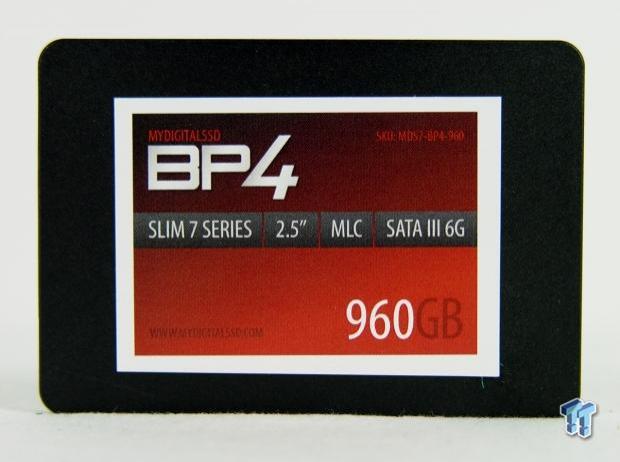 MYDIGITALSSD SKU: MDS7-BP4-960
BP4
SLIM 7 SERIES 2.5" MLC SATA III 6G
960GB
WWW.MYDIGITALSSD.COM
TT